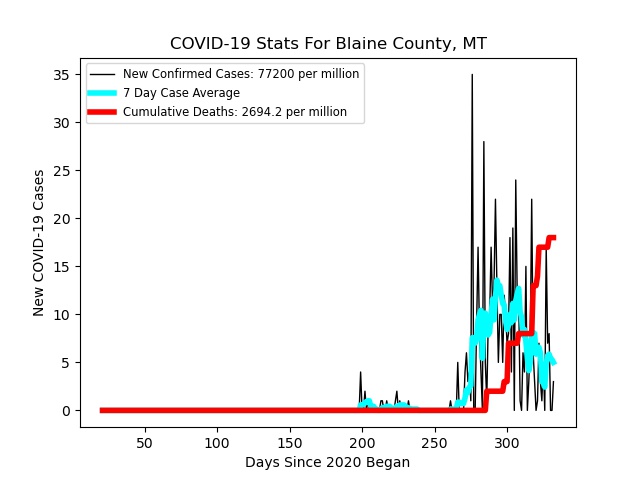 COVID-19 Stats For Blaine County, MT
New Confirmed Cases: 77200 per million
7 Day Case Average
Cumulative Deaths: 2694.2 per million
New COVID-19 Cases
35
30
25
20
15
10
5
0
50 100 150 200 250 300
Days Since 2020 Began